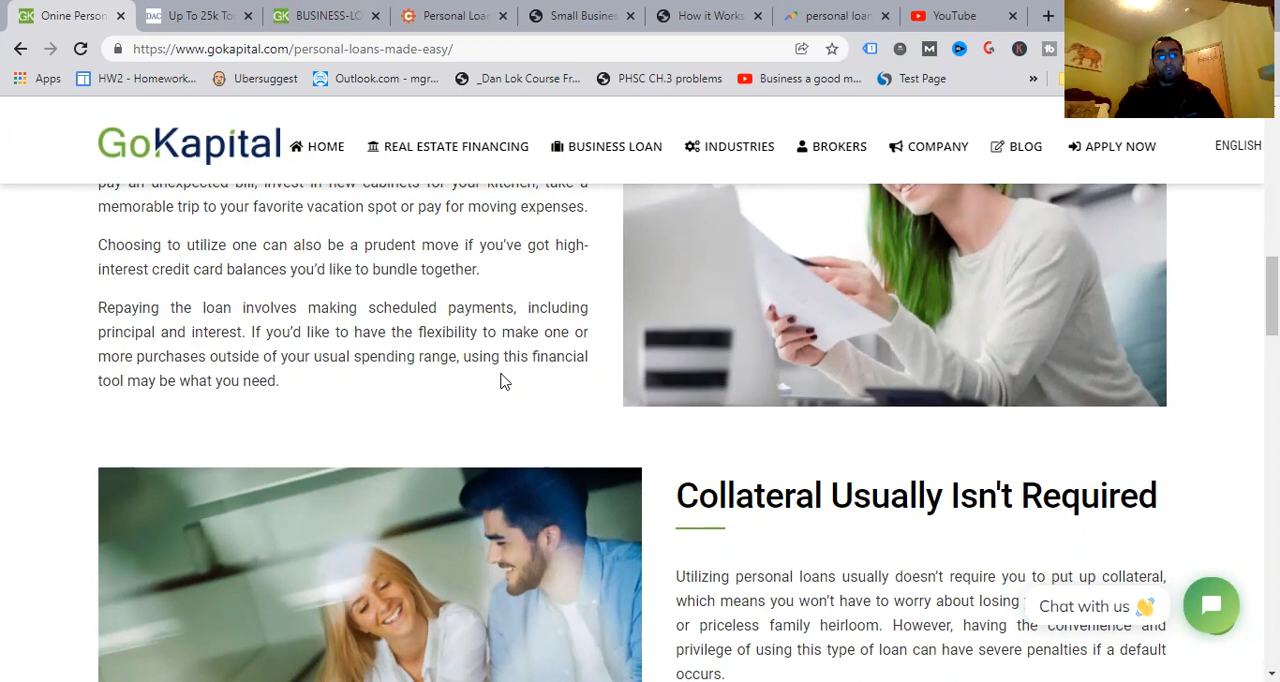 GK Onine Person
DAC Up To 25k To
GK BUSINESS-LO
Personal Loa
Small Busines
How it Works
personal loan
YouTube
https://www.gokapital.com/personal-loans-made-easy/
Apps
HW2 - Homework...
Ubersuggest
Outlook.com - mgr...
_Dan Lok Course Fr...
PHSC CH.3 problems
Business a good m...
Test Page
»
GoKapital
HOME
REAL ESTATE FINANCING
BUSINESS LOAN
INDUSTRIES
BROKERS
COMPANY
BLOG
APPLY NOW
ENGLISH
pay an unexpected bill, invest in new cabinets for your kitchen, take a
memorable trip to your favorite vacation spot or pay for moving expenses.
Choosing to utilize one can also be a prudent move if you've got high-
interest credit card balances you'd like to bundle together.
Repaying the loan involves making scheduled payments, including
principal and interest. If you'd like to have the flexibility to make one or
more purchases outside of your usual spending range, using this financial
tool may be what you need.
Collateral Usually Isn't Required
Utilizing personal loans usually doesn't require you to put up collateral,
which means you won't have to worry about losing
or priceless family heirloom. However, having the convenience and
privilege of using this type of loan can have severe penalties if a default
occurs.
Chat with us 👋